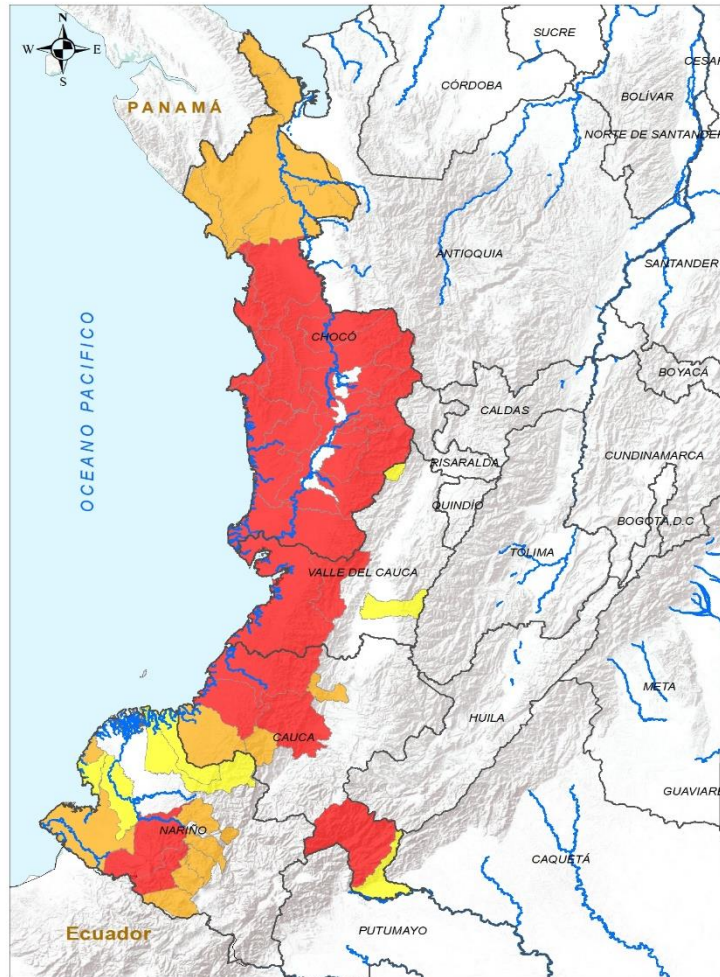 N
W E
S
SUCRE
CESAR
CÓRDOBA
BOLÍVAR
PANAMÁ
NORTE DE SANTANDER
ANTIOQUIA
SANTANDER
OCEANO PACIFICO
CHOCÓ
BOYACÁ
CALDAS
CUNDINAMARCA
RISARALDA
QUINDÍO
BOGOTÁ, D.C
TOLIMA
VALLE DEL CAUCA
META
HUILA
CAUCA
GUAVIARE
NARIÑO
CAQUETÁ
Ecuador
PUTUMAYO